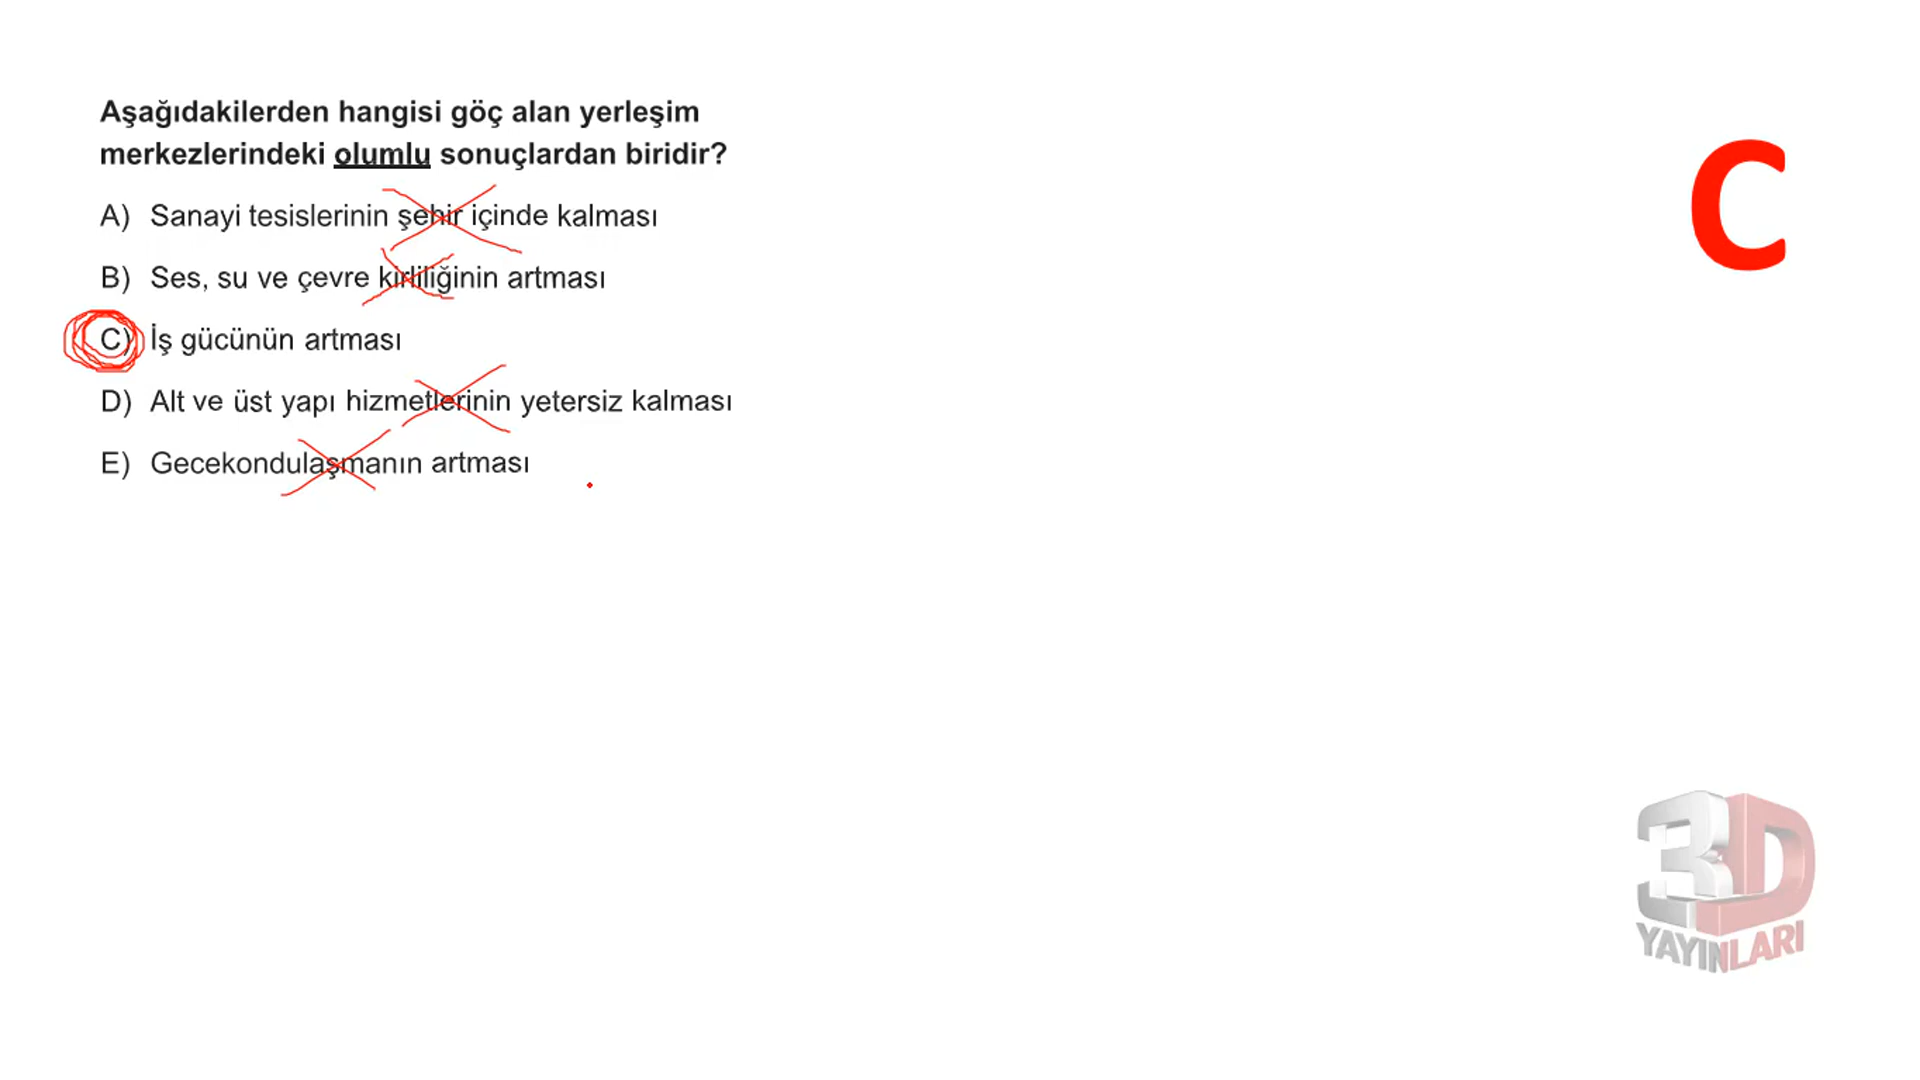 Aşağıdakilerden hangisi göç alan yerleşim
merkezlerindeki olumlu sonuçlardan biridir?
A) Sanayi tesislerinin şehir içinde kalması
B) Ses, su ve çevre kirliliğinin artması
C) İş gücünün artması
D) Alt ve üst yapı hizmetlerinin yetersiz kalması
E) Gecekondulaşmanın artması
C
3D
YAYINLARI